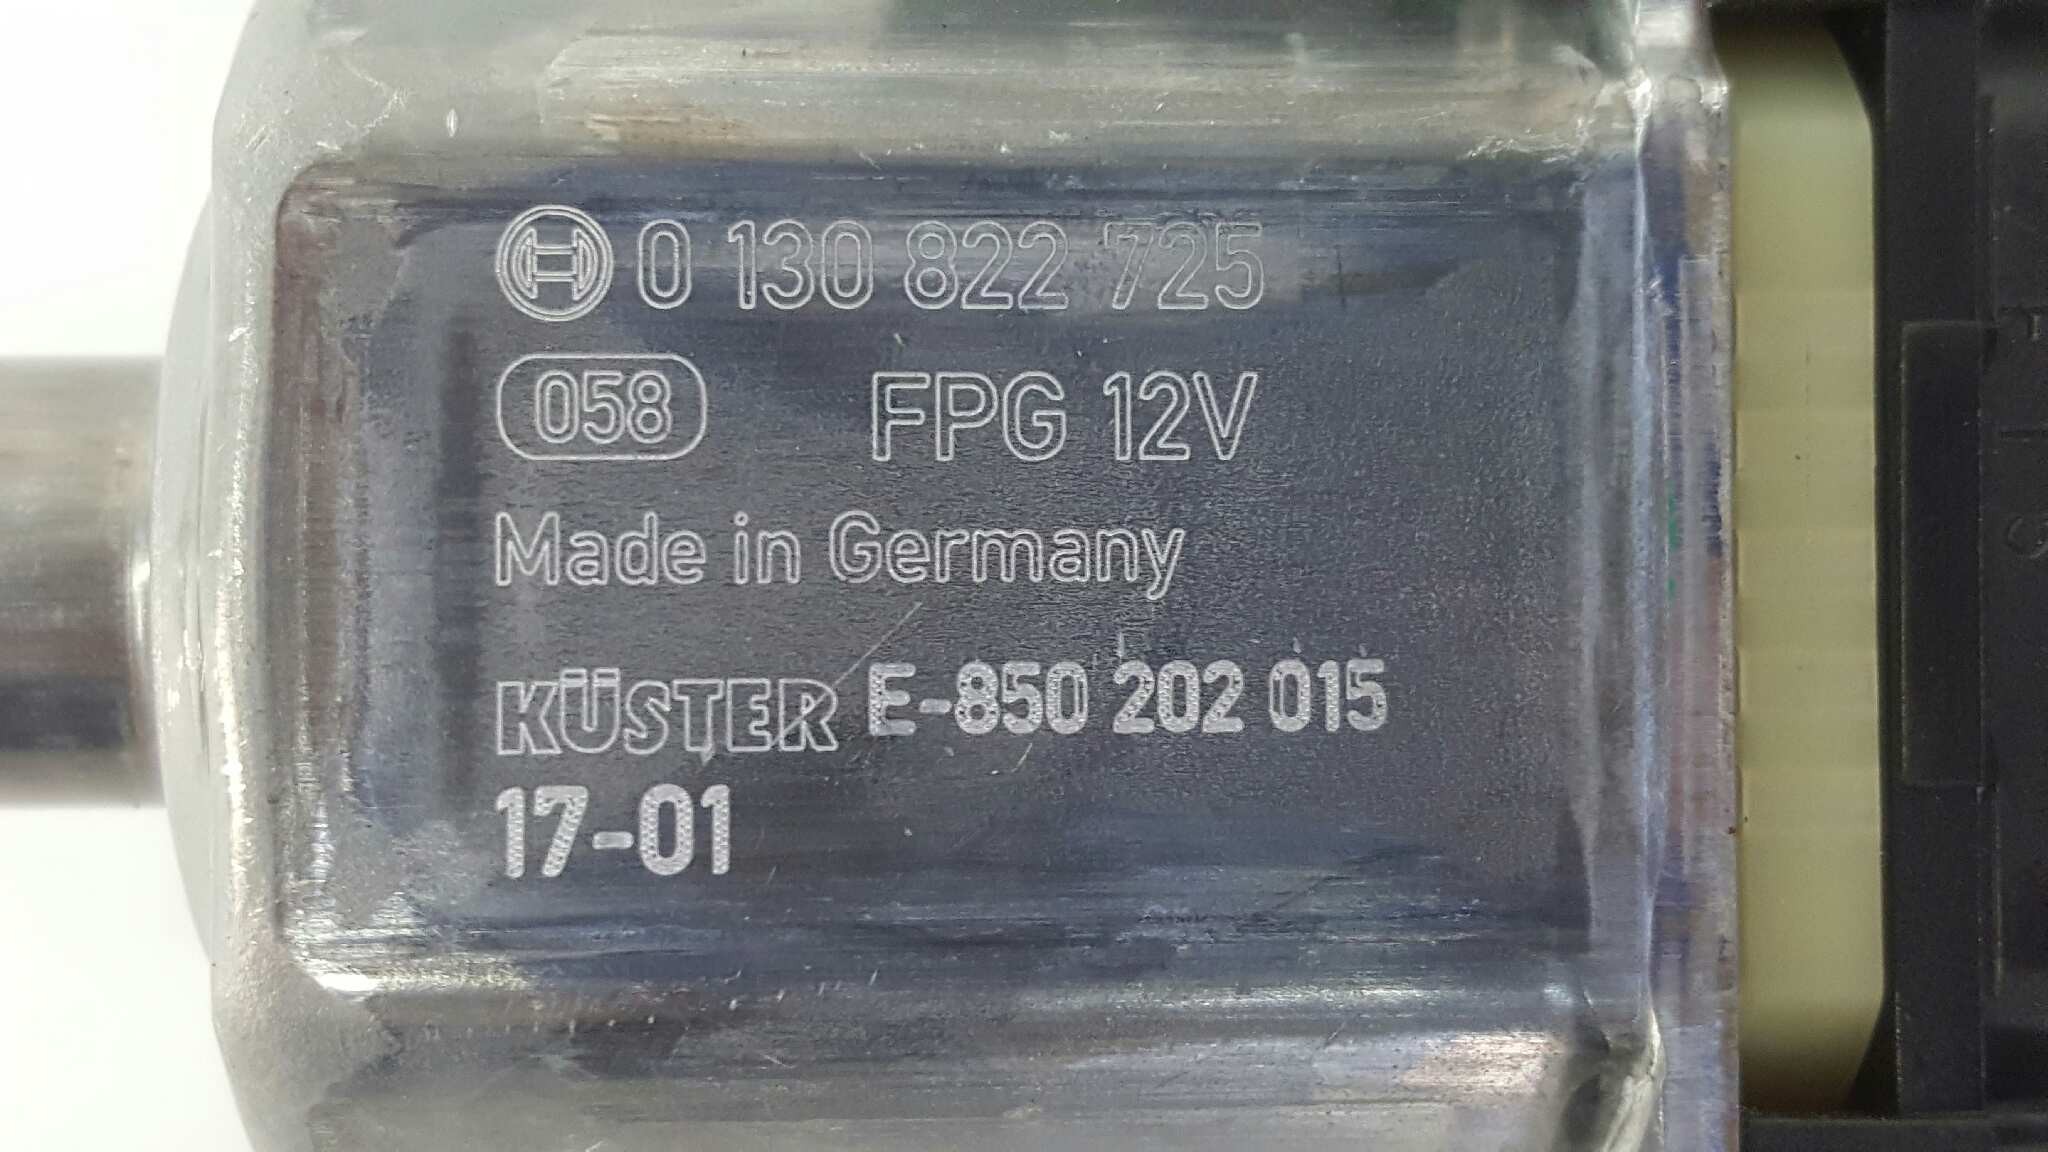 0 130 822 725
058 FPG 12V
Made in Germany
KÜSTER E-850 202 015
17-01